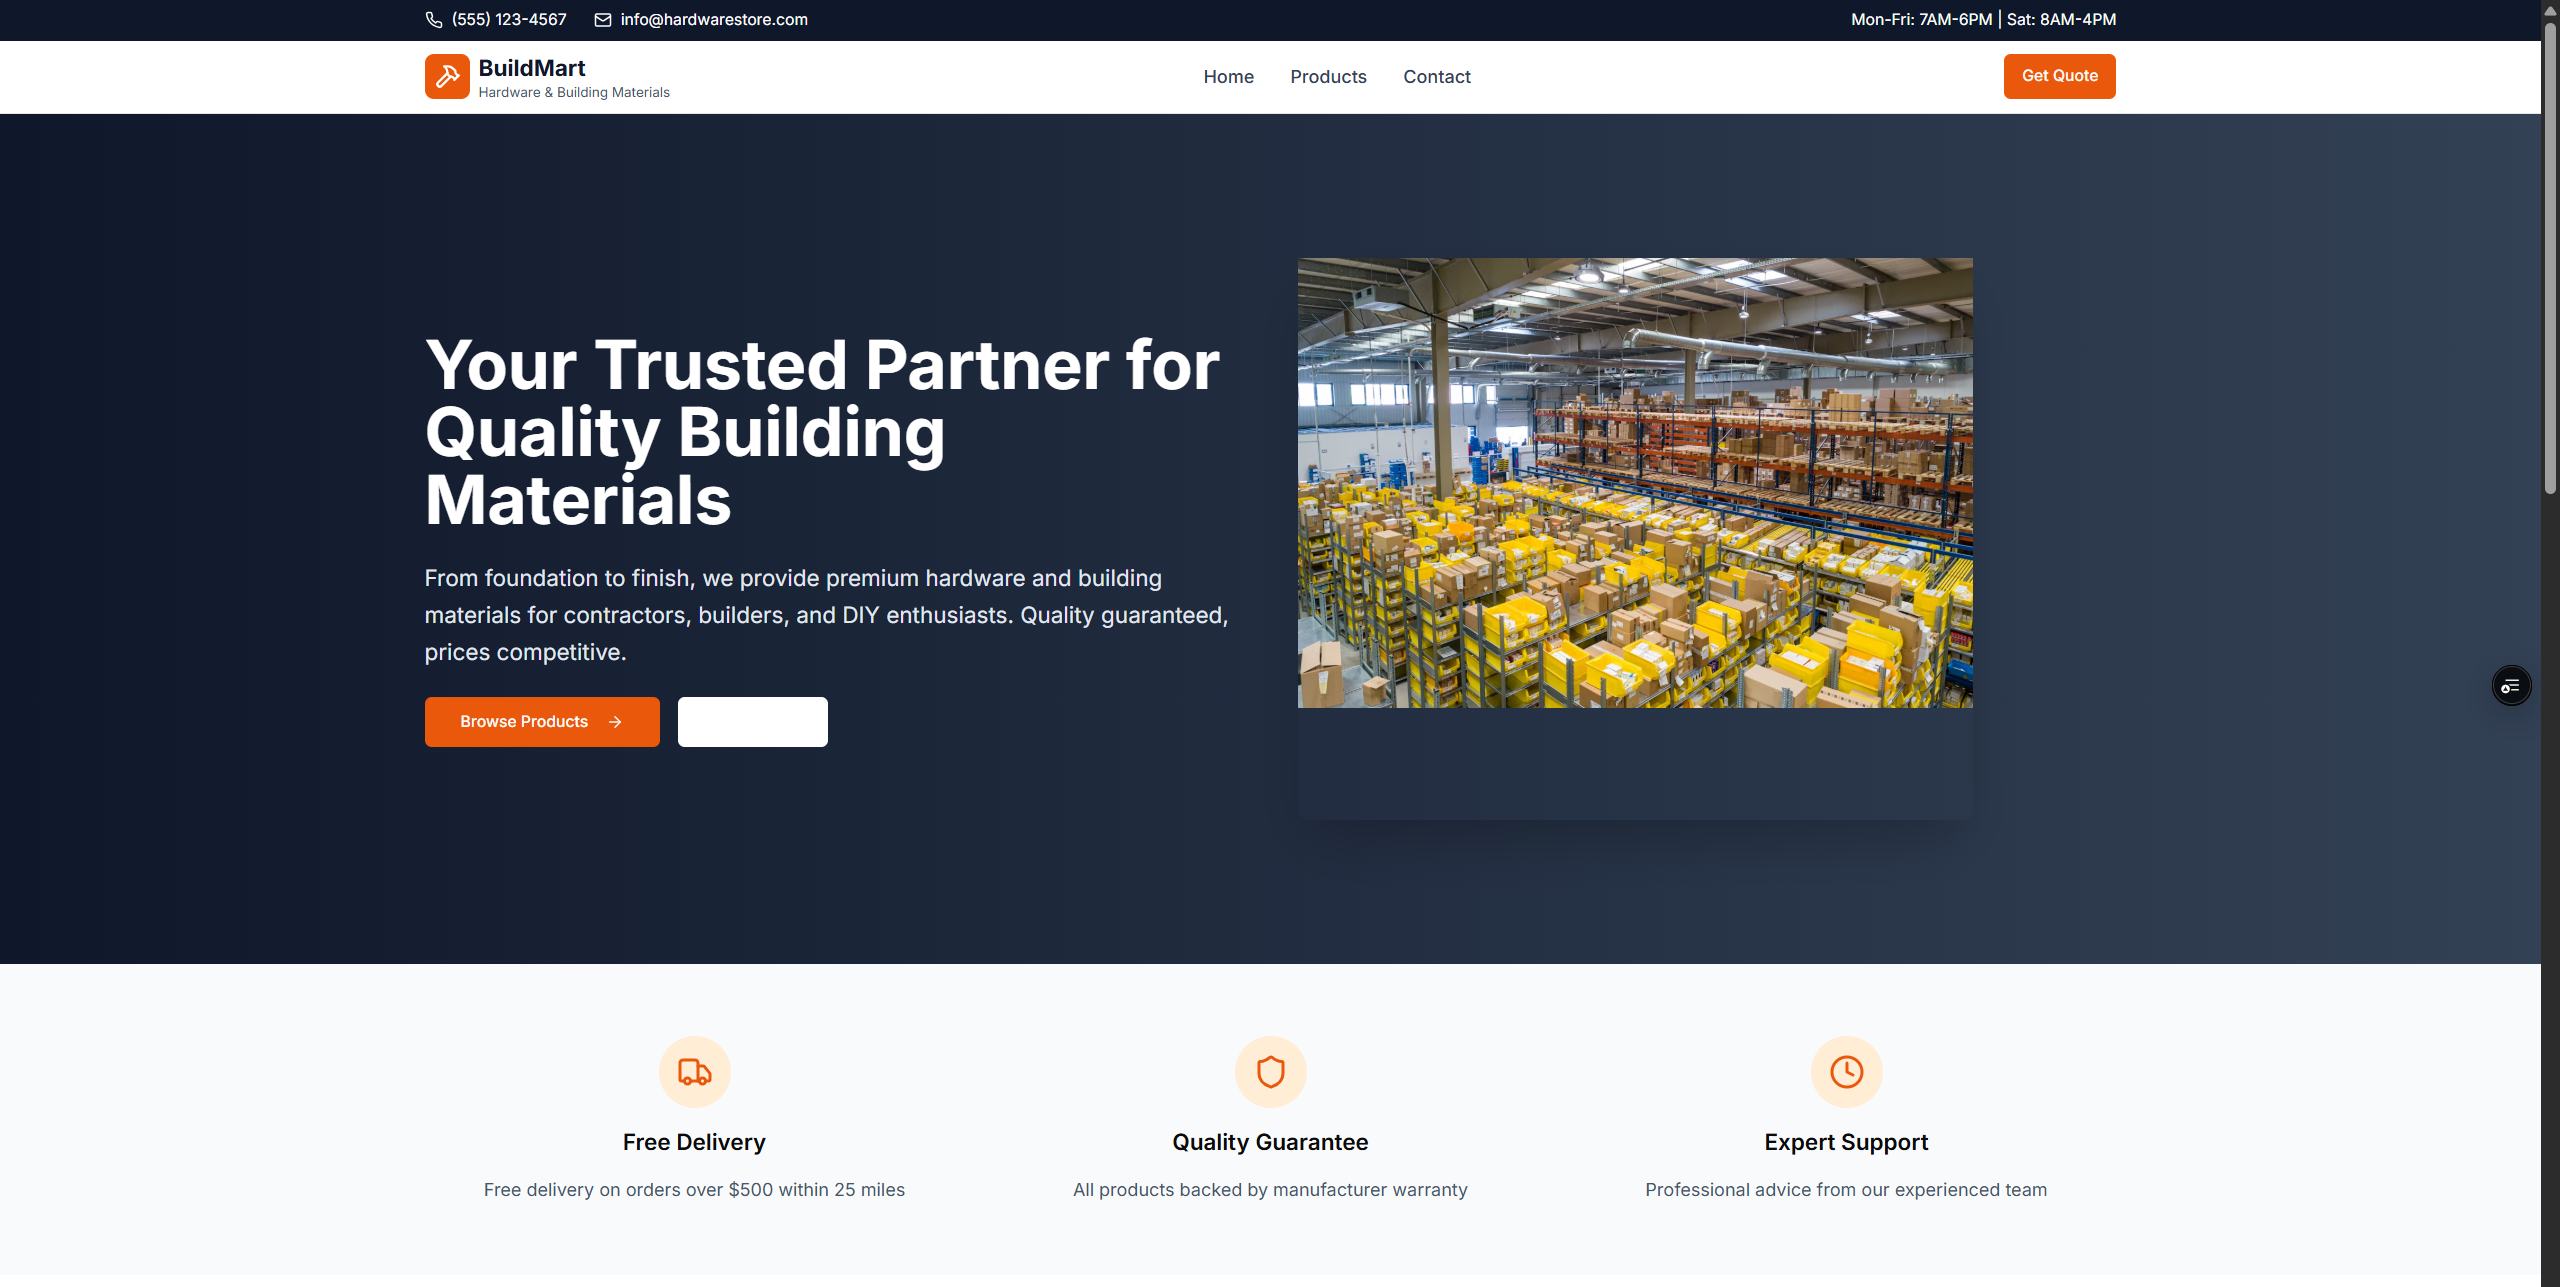 (555) 123-4567
info@hardwarestore.com
Mon-Fri: 7AM-6PM | Sat: 8AM-4PM
BuildMart
Hardware & Building Materials
Home
Products
Contact
Get Quote
Your Trusted Partner for
Quality Building
Materials
From foundation to finish, we provide premium hardware and building
materials for contractors, builders, and DIY enthusiasts. Quality guaranteed,
prices competitive.
Browse Products
Free Delivery
Free delivery on orders over $500 within 25 miles
Quality Guarantee
All products backed by manufacturer warranty
Expert Support
Professional advice from our experienced team